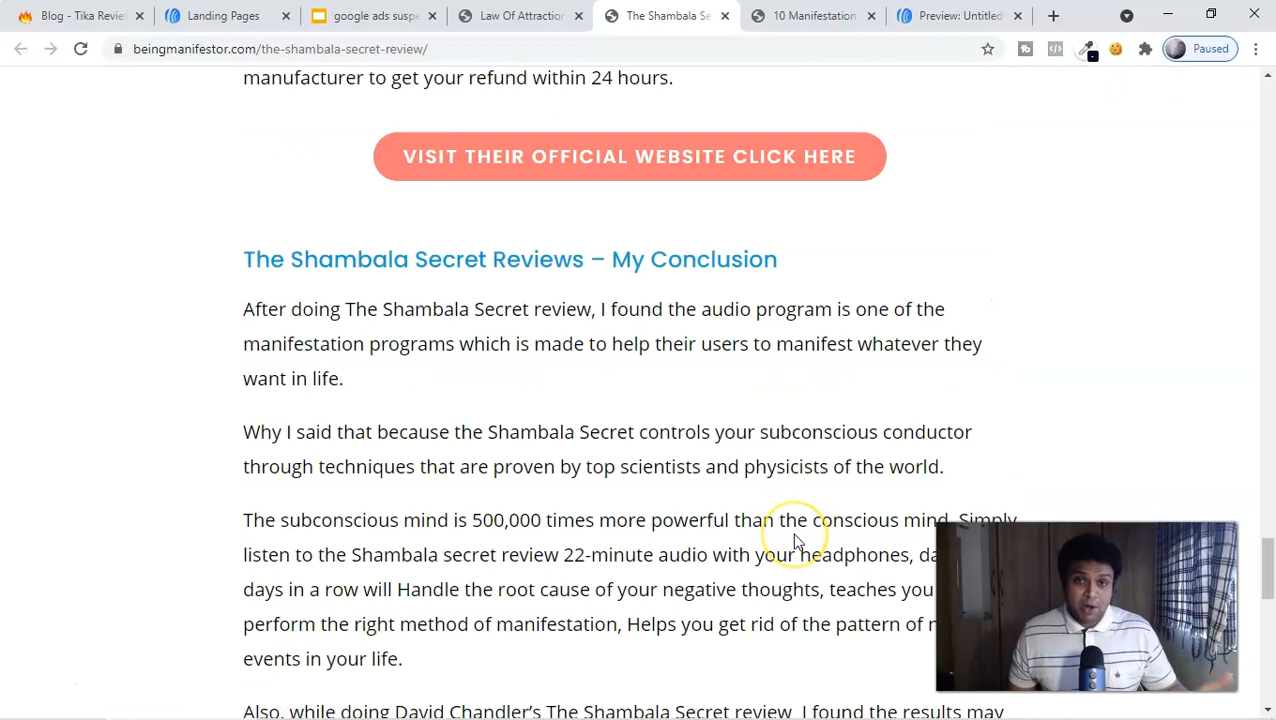 Blog - Tika Revie
Landing Pages
google ads suspe
Law Of Attraction
The Shambala Se
10 Manifestation
Preview: Untitled
beingmanifestor.com/the-shambala-secret-review/
Paused
manufacturer to get your refund within 24 hours.
VISIT THEIR OFFICIAL WEBSITE CLICK HERE
The Shambala Secret Reviews – My Conclusion
After doing The Shambala Secret review, I found the audio program is one of the
manifestation programs which is made to help their users to manifest whatever they
want in life.
Why I said that because the Shambala Secret controls your subconscious conductor
through techniques that are proven by top scientists and physicists of the world.
The subconscious mind is 500,000 times more powerful than the conscious mind. Simply
listen to the Shambala secret review 22-minute audio with your headphones,
days in a row will Handle the root cause of your negative thoughts, teaches you
perform the right method of manifestation, Helps you get rid of the pattern of
events in your life.
Also, while doing David Chandler's The Shambala Secret review, I found the results may